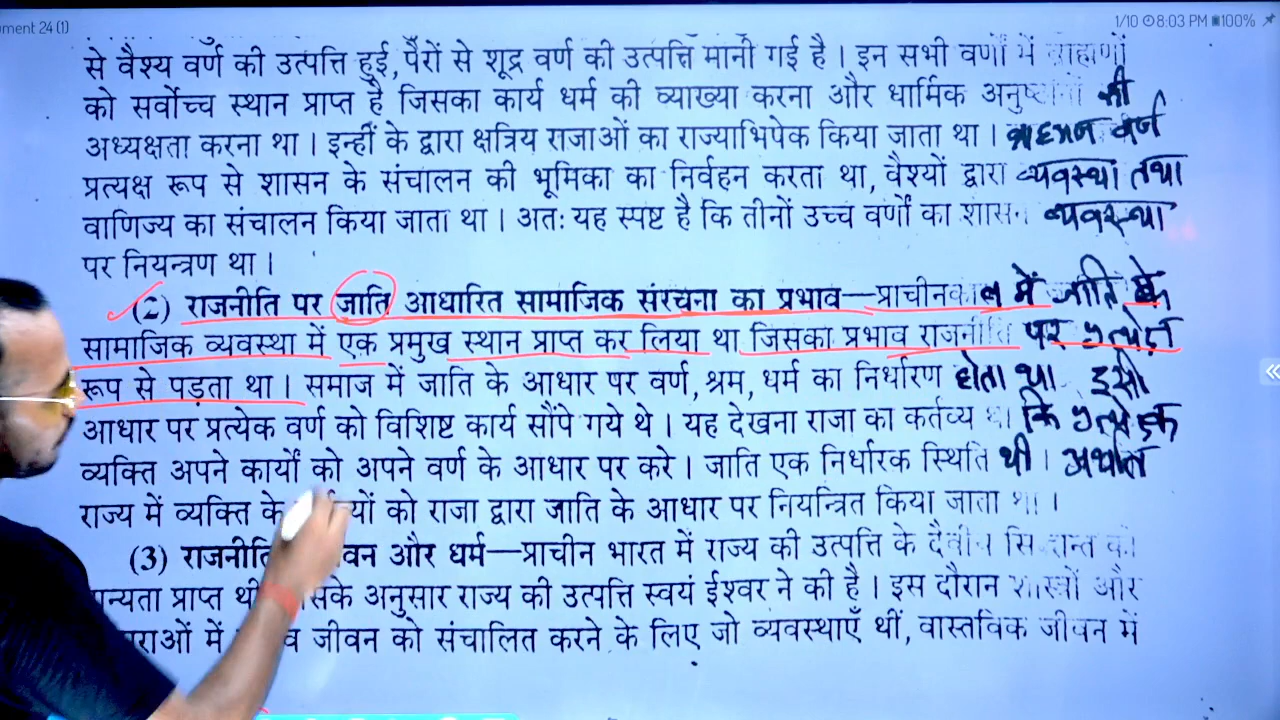 ment 24 (1)
1/10 8:03 PM 100%
से वैश्य वर्ण की उत्पत्ति हुई, पैरों से शूद्र वर्ण की उत्पत्ति मानी गई है । इन सभी वर्णों में
को सर्वोच्च स्थान प्राप्त है जिसका कार्य धर्म की व्याख्या करना और धार्मिक की
अध्यक्षता करना था । इन्हीं के द्वारा क्षत्रिय राजाओं का राज्याभिषेक किया जाता था । वर्ण
प्रत्यक्ष रूप से शासन के संचालन की भूमिका का निर्वहन करता था, वैश्यों द्वारा व्यवस्था तथा
वाणिज्य का संचालन किया जाता था । अतः यह स्पष्ट है कि तीनों उच्च वर्णों का शासन व्यवस्था
पर नियन्त्रण था ।
(2) राजनीति पर जाति आधारित सामाजिक संरचना का प्रभाव—प्राचीनकाल में जाति के
सामाजिक व्यवस्था में एक प्रमुख स्थान प्राप्त कर लिया था जिसका प्रभाव राजनीति पर
रूप से पड़ता था । समाज में जाति के आधार पर वर्ण, श्रम, धर्म का निर्धारण होता था इसी
आधार पर प्रत्येक वर्ण को विशिष्ट कार्य सौंपे गये थे । यह देखना राजा का कर्तव्य था कि प्रत्येक
व्यक्ति अपने कार्यों को अपने वर्ण के आधार पर करे । जाति एक निर्धारक स्थिति थी । अर्थात
राज्य में व्यक्ति के को राजा द्वारा जाति के आधार पर नियन्त्रित किया जाता था ।
(3) राजनीति और धर्म—प्राचीन भारत में राज्य की उत्पत्ति के
प्राप्त थी अनुसार राज्य की उत्पत्ति स्वयं ईश्वर ने की है । इस दौरान शास्त्रों और
में जीवन को संचालित करने के लिए जो व्यवस्थाएँ थीं, वास्तविक जीवन में